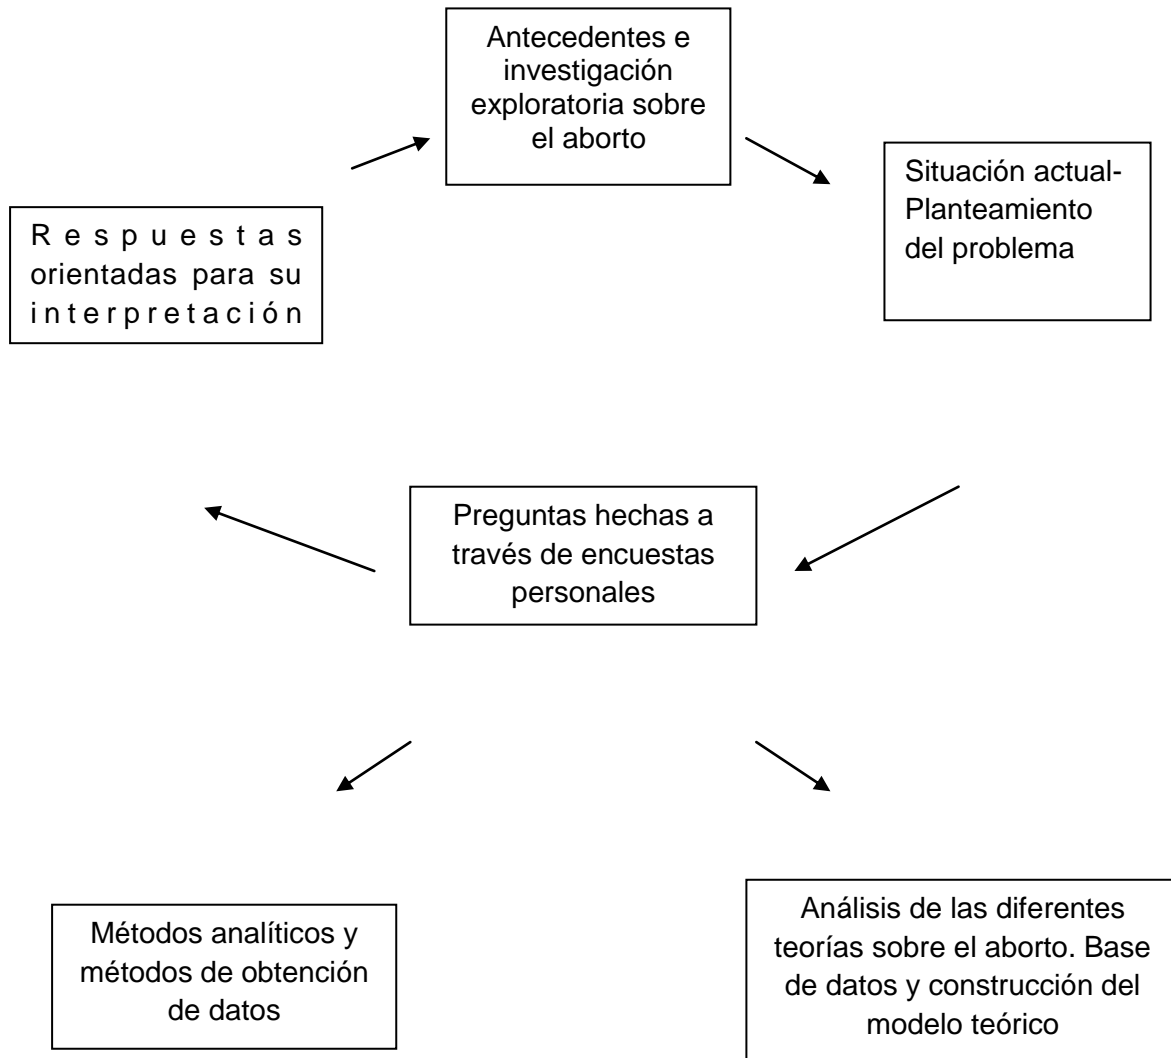 Antecedentes e
investigación
exploratoria sobre
el aborto
Situación actual-
Planteamiento
del problema
Respuestas
orientadas para su
interpretación
Preguntas hechas a
través de encuestas
personales
Métodos analíticos y
métodos de obtención
de datos
Análisis de las diferentes
teorías sobre el aborto. Base
de datos y construcción del
modelo teórico